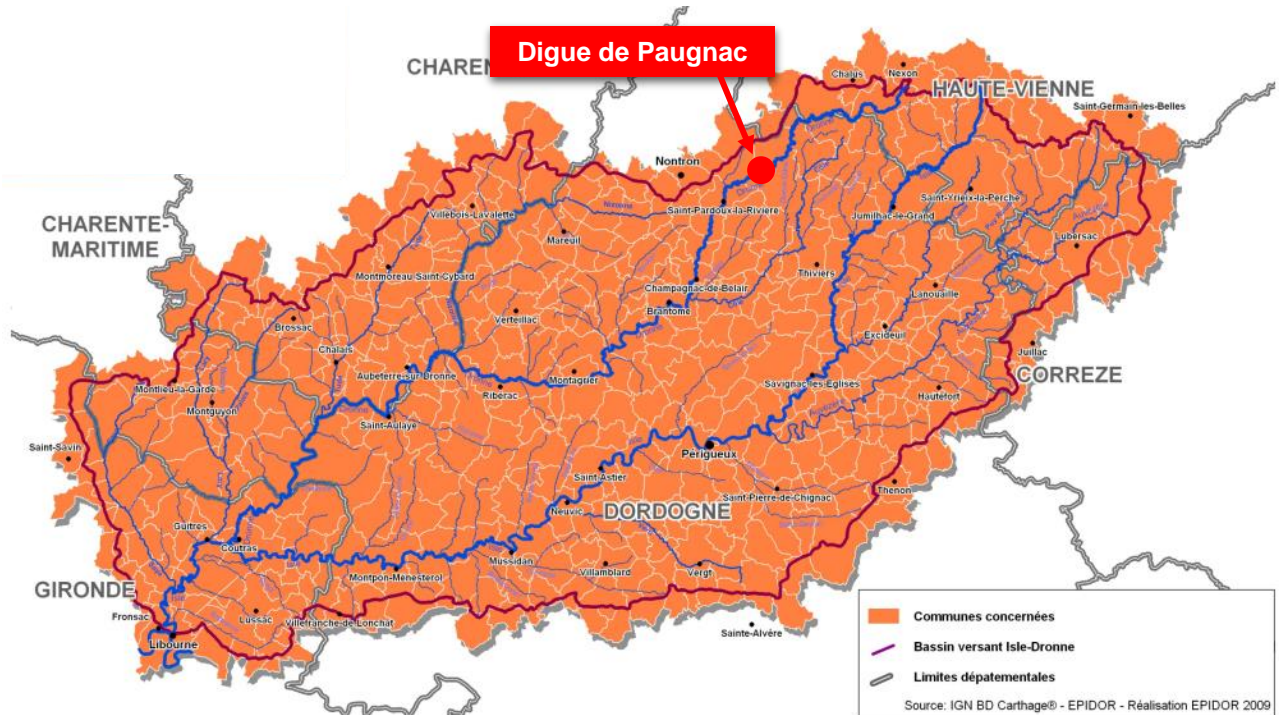 Digue de Paugnac
CHAREN
Chalus
Nexon
HAUTE-VIENNE
Saint-Germain-les-Belles
Nontron
Saint-Pardoux-la-Rivière
Saint-Yrieix-la-Perche
Jumilhac-le-Grand
Villebois-Lavalette
CHARENTE-
MARITIME
Mareuil
Lubersac
Montmoreau-Saint-Cybard
Thiviers
Champagnac-de-Belair
Lanouaille
Brantome
Verteillac
Brossac
Excideuil
Chalais
Juillac
Aubeterre-sur-Dronne
Montagrier
Savignac-les-Eglises
CORREZE
Montlieu-la-Garde
Ribérac
Hautefort
Montguyon
Saint-Aulaye
Saint-Savin
Périgueux
Saint-Astier
Thenon
Saint-Pierre-de-Chignac
Neuvic
DORDOGNE
Guitres
Coutras
Mussidan
Villamblard
Vergt
Montpon-Menesterol
GIRONDE
Fronsac
Lussac
Villefranche-de-Lonchat
Libourne
Sainte-Alvère
Communes concernées
Bassin versant Isle-Dronne
Limites dépatementales
Source: IGN BD Carthage® - EPIDOR - Réalisation EPIDOR 2009